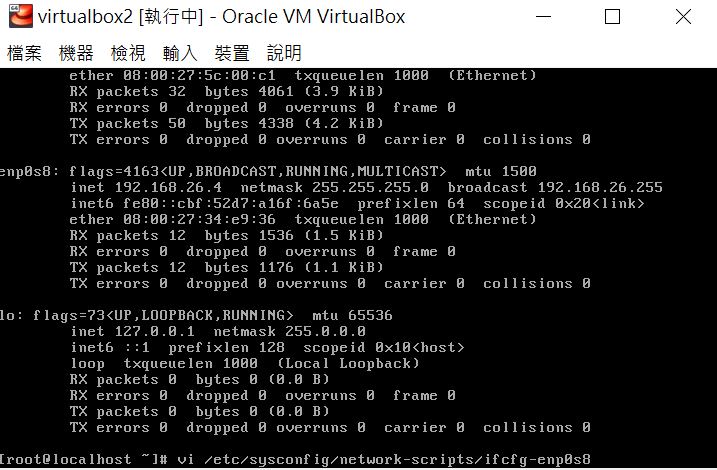 virtualbox2 [執行中] - Oracle VM VirtualBox
檔案 機器 檢視 輸入 裝置 說明
ether 08:00:27:5c:00:c1 txqueuelen 1000 (Ethernet)
RX packets 32 bytes 4061 (3.9 KiB)
RX errors 0 dropped 0 overruns 0 frame 0
TX packets 50 bytes 4338 (4.2 KiB)
TX errors 0 dropped 0 overruns 0 carrier 0 collisions 0
enp0s8: flags=4163<UP,BROADCAST,RUNNING,MULTICAST> mtu 1500
inet 192.168.26.4 netmask 255.255.255.0 broadcast 192.168.26.255
inet6 fe80::cbf:52d7:a16f:6a5e prefixlen 64 scopeid 0x20<link>
ether 08:00:27:34:e9:36 txqueuelen 1000 (Ethernet)
RX packets 12 bytes 1536 (1.5 KiB)
RX errors 0 dropped 0 overruns 0 frame 0
TX packets 12 bytes 1176 (1.1 KiB)
TX errors 0 dropped 0 overruns 0 carrier 0 collisions 0
lo: flags=73<UP,LOOPBACK,RUNNING> mtu 65536
inet 127.0.0.1 netmask 255.0.0.0
inet6 ::1 prefixlen 128 scopeid 0x10<host>
loop txqueuelen 1000 (Local Loopback)
RX packets 0 bytes 0 (0.0 B)
RX errors 0 dropped 0 overruns 0 frame 0
TX packets 0 bytes 0 (0.0 B)
TX errors 0 dropped 0 overruns 0 carrier 0 collisions 0
[root@localhost ~]# vi /etc/sysconfig/network-scripts/ifcfg-enp0s8